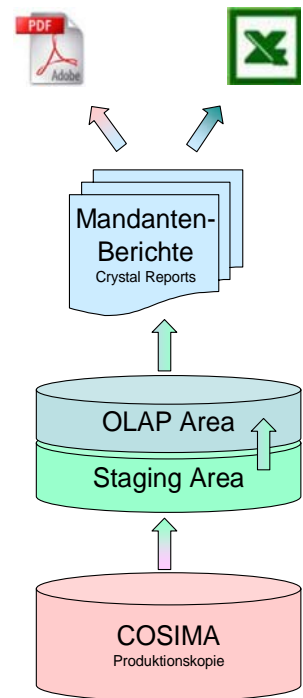 PDF
Adobe
Mandanten-
Berichte
Crystal Reports
OLAP Area
Staging Area
COSIMA
Produktionskopie